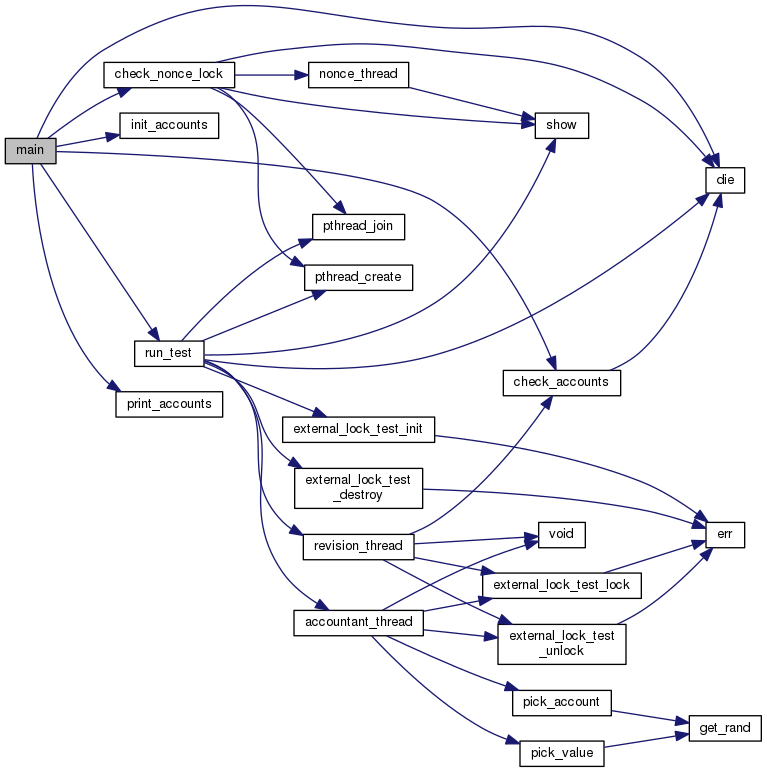 main
check_nonce_lock
init_accounts
run_test
print_accounts
nonce_thread
pthread_join
pthread_create
external_lock_test_init
external_lock_test
_destroy
revision_thread
accountant_thread
show
check_accounts
void
external_lock_test_lock
external_lock_test
_unlock
pick_account
pick_value
die
err
get_rand